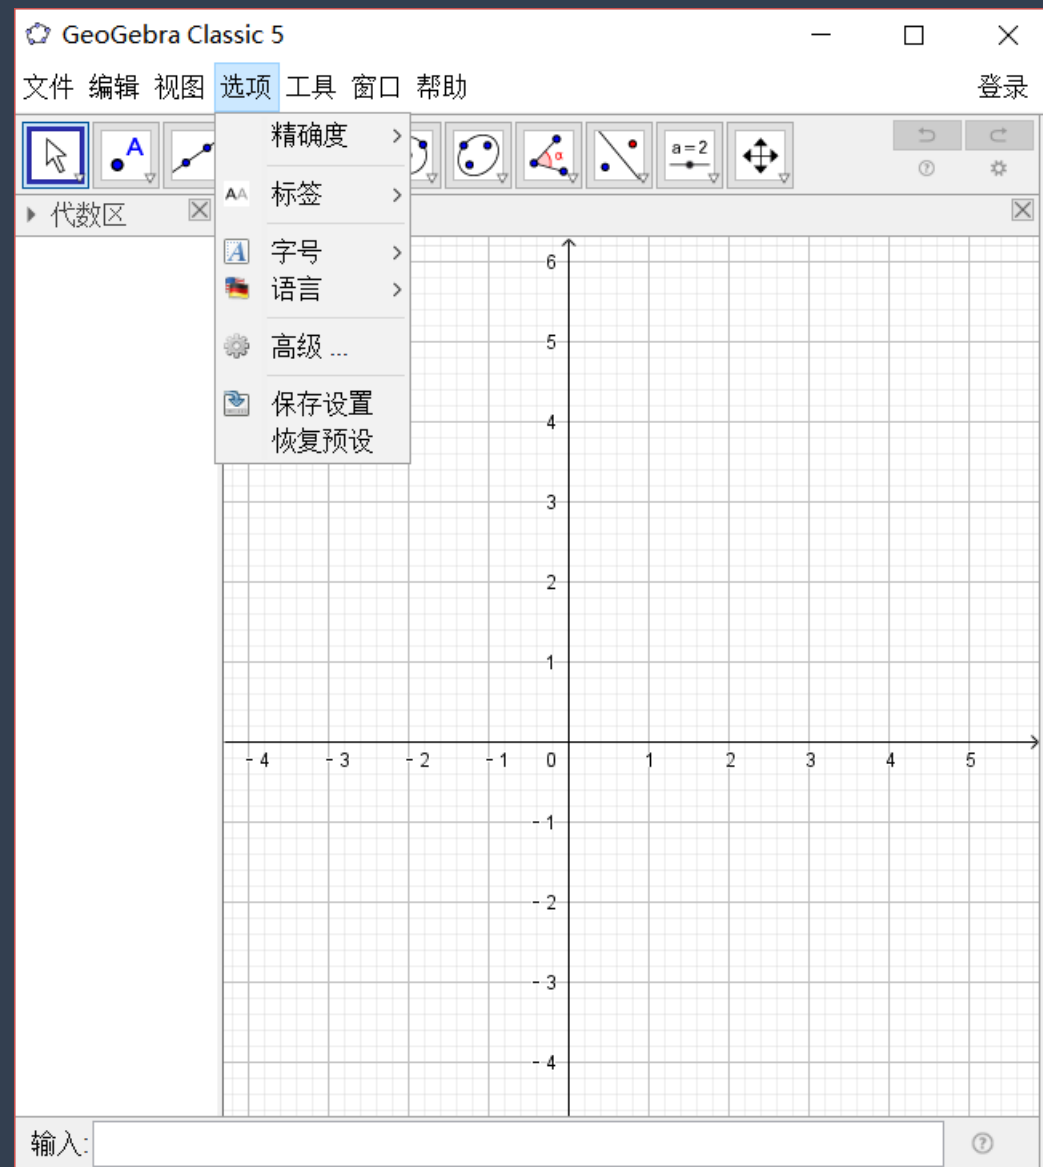 GeoGebra Classic 5
文件 编辑 视图 选项 工具 窗口 帮助 登录
精确度
标签
字号
语言
高级 ...
保存设置
恢复预设
A
α
a=2
代数区
6
5
4
3
2
1
-4 -3 -2 -1 0 1 2 3 4 5
-1
-2
-3
-4
输入: